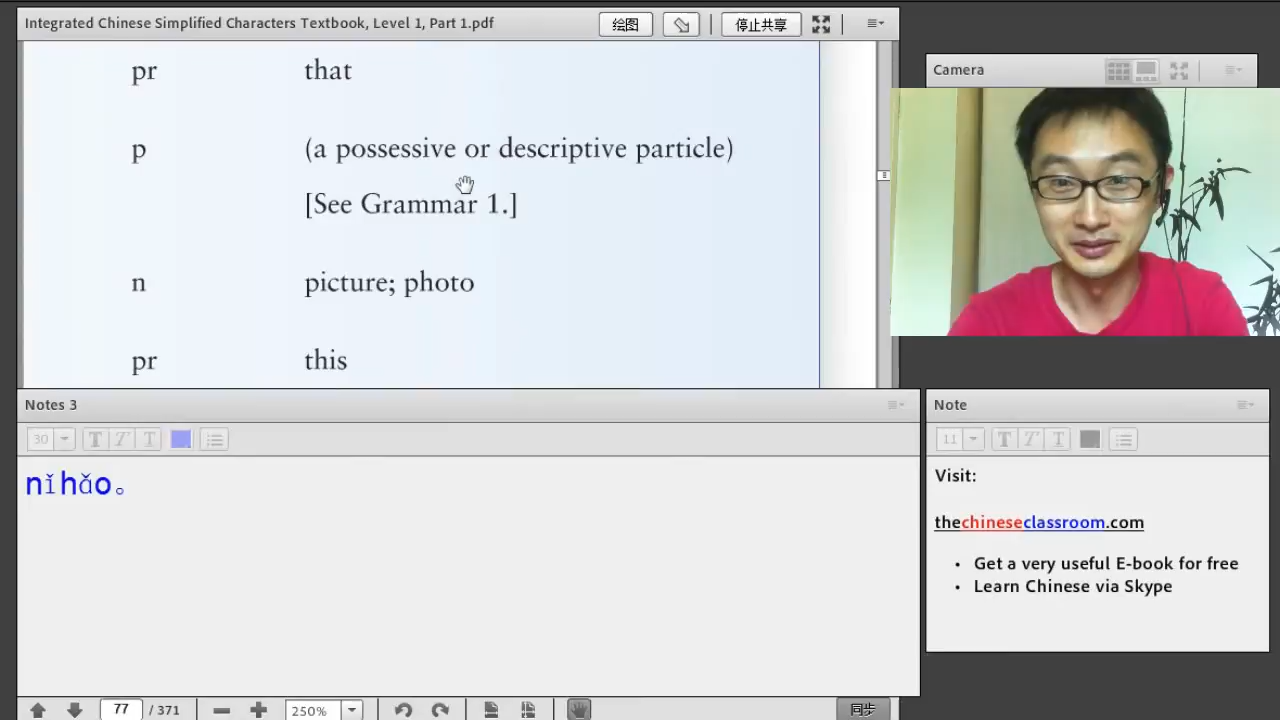 Integrated Chinese Simplified Characters Textbook, Level 1, Part 1.pdf
绘图
停止共享
pr that
p (a possessive or descriptive particle)
[See Grammar 1.]
n picture; photo
pr this
Camera
Notes 3
30 T T T
nǐhǎo。
Note
11 T T T
Visit:
thechineseclassroom.com
• Get a very useful E-book for free
• Learn Chinese via Skype
77 / 371 250%
同步